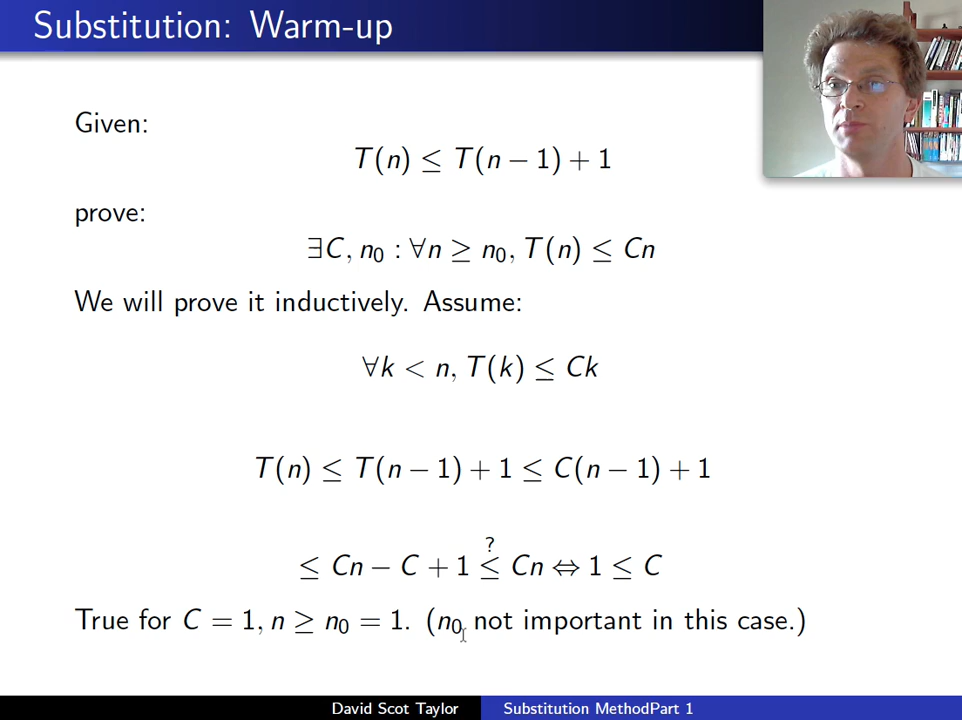 Substitution: Warm-up
Given:
T(n) ≤ T(n − 1) + 1
prove:
∃C, n₀ : ∀n ≥ n₀, T(n) ≤ Cn
We will prove it inductively. Assume:
∀k < n, T(k) ≤ Ck
T(n) ≤ T(n − 1) + 1 ≤ C(n − 1) + 1
≤ Cn − C + 1 ≤? Cn ⇔ 1 ≤ C
True for C = 1, n ≥ n₀ = 1. (n₀ not important in this case.)
David Scot Taylor
Substitution MethodPart 1